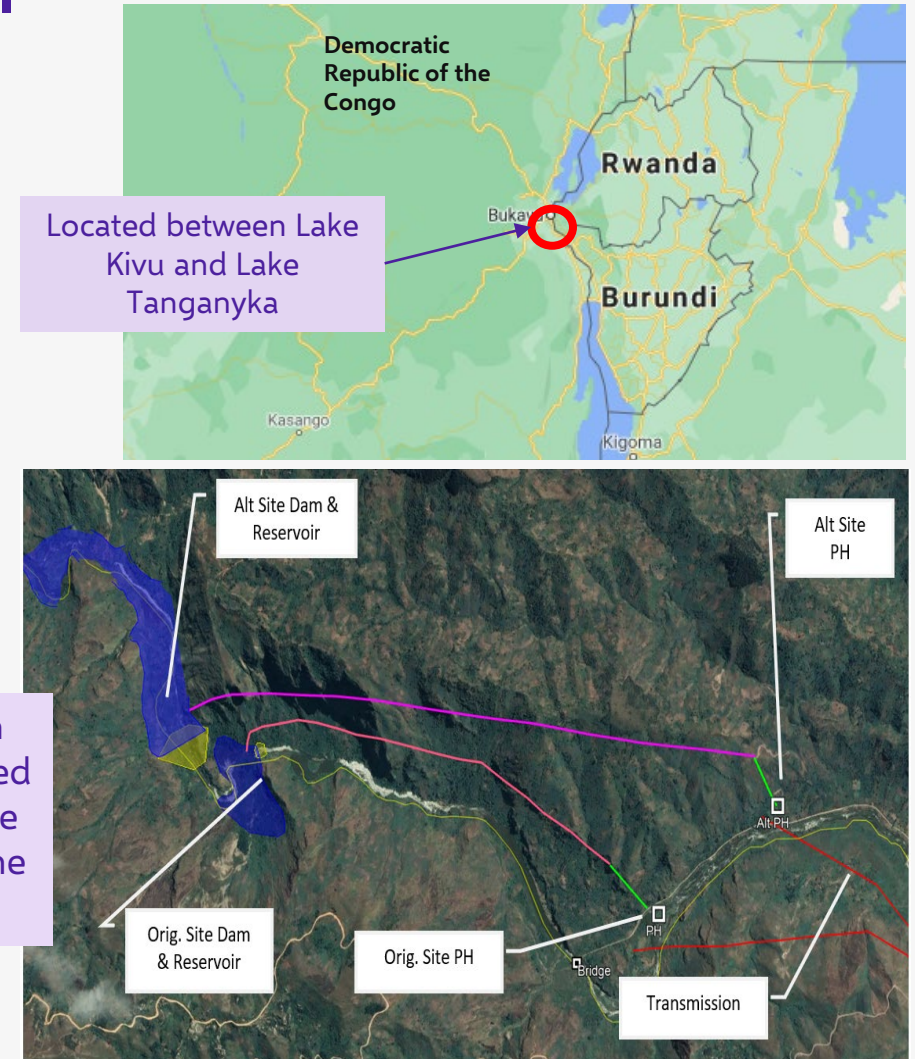 Democratic
Republic of the
Congo
Rwanda
Located between Lake
Kivu and Lake
Tanganyka
Bukavu
Burundi
Kasango
Kigoma
Alt Site Dam &
Reservoir
Alt Site
PH
Alt PH
PH
Orig. Site Dam
& Reservoir
Orig. Site PH
Bridge
Transmission